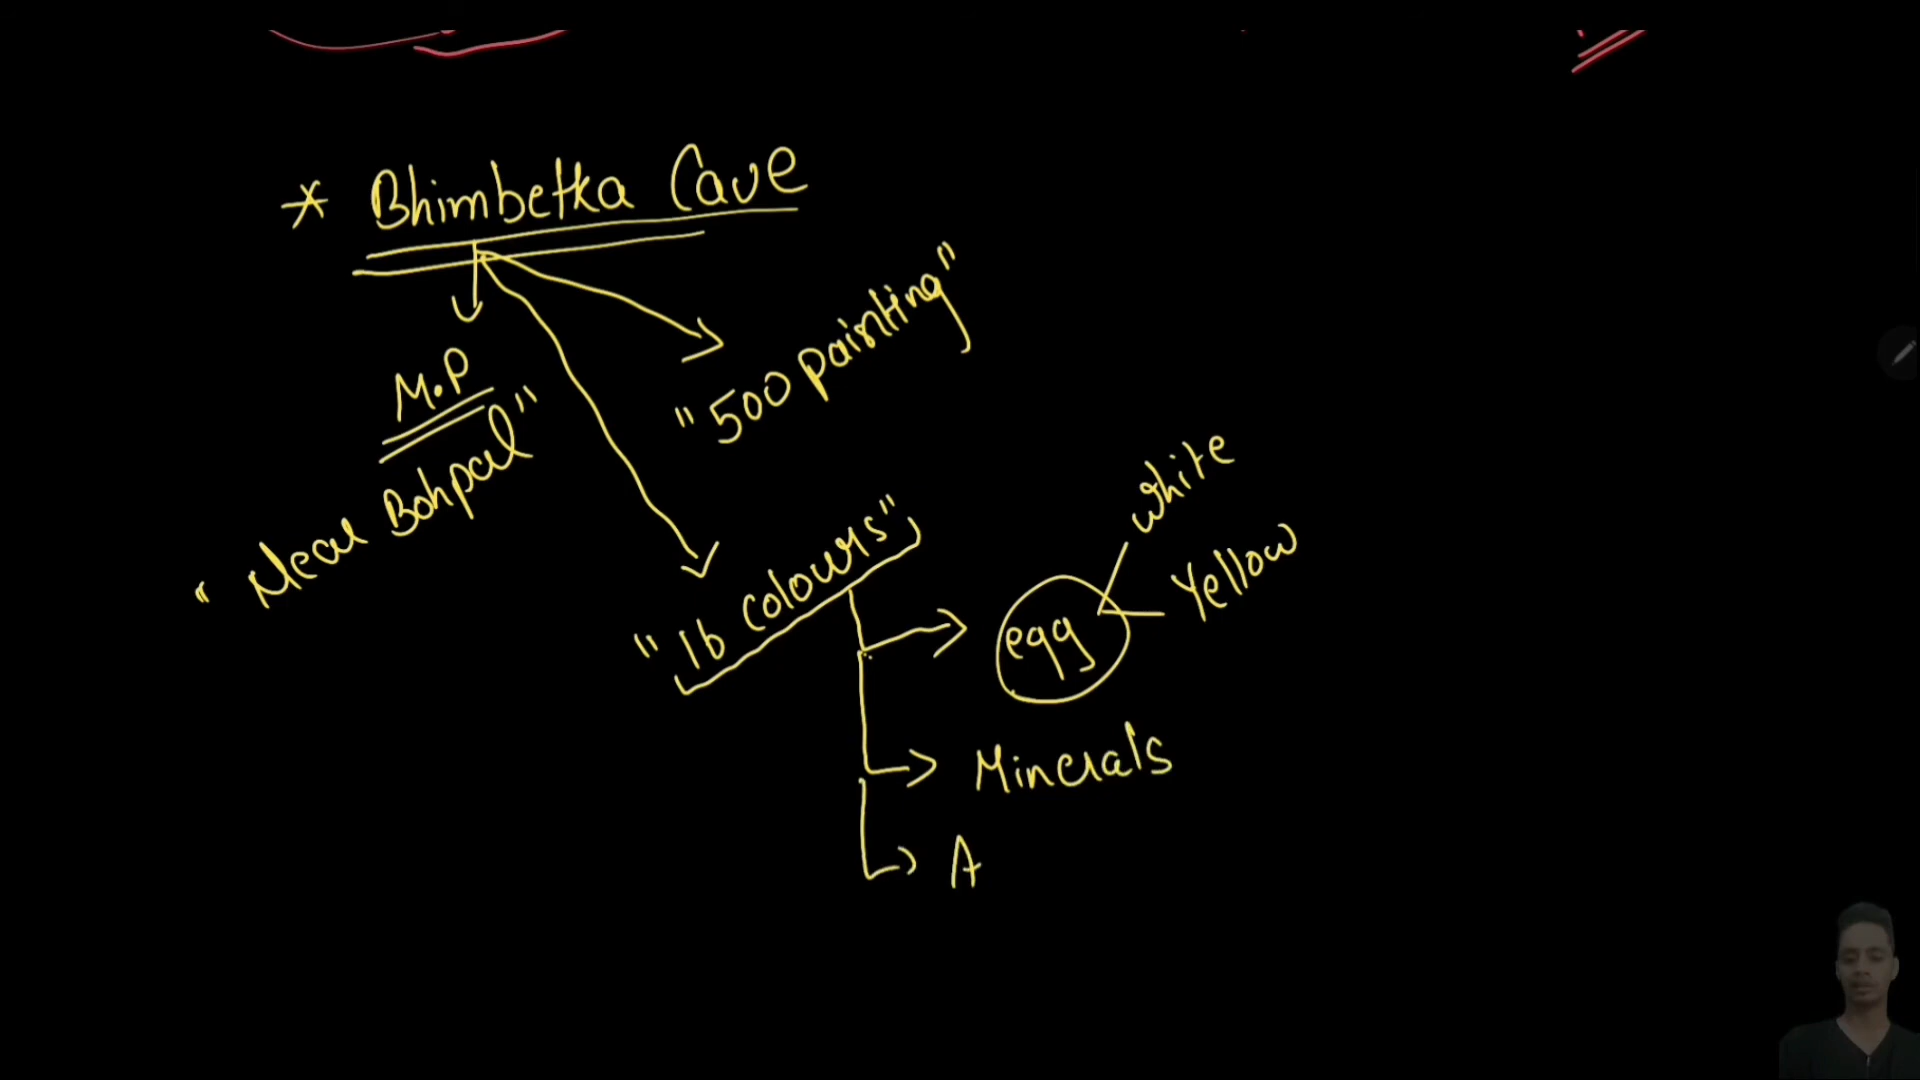 * Bhimbetka Cave
M.P
"Near Bohpal"
"500 painting"
"16 colours"
egg
white
Yellow
Minerals
A